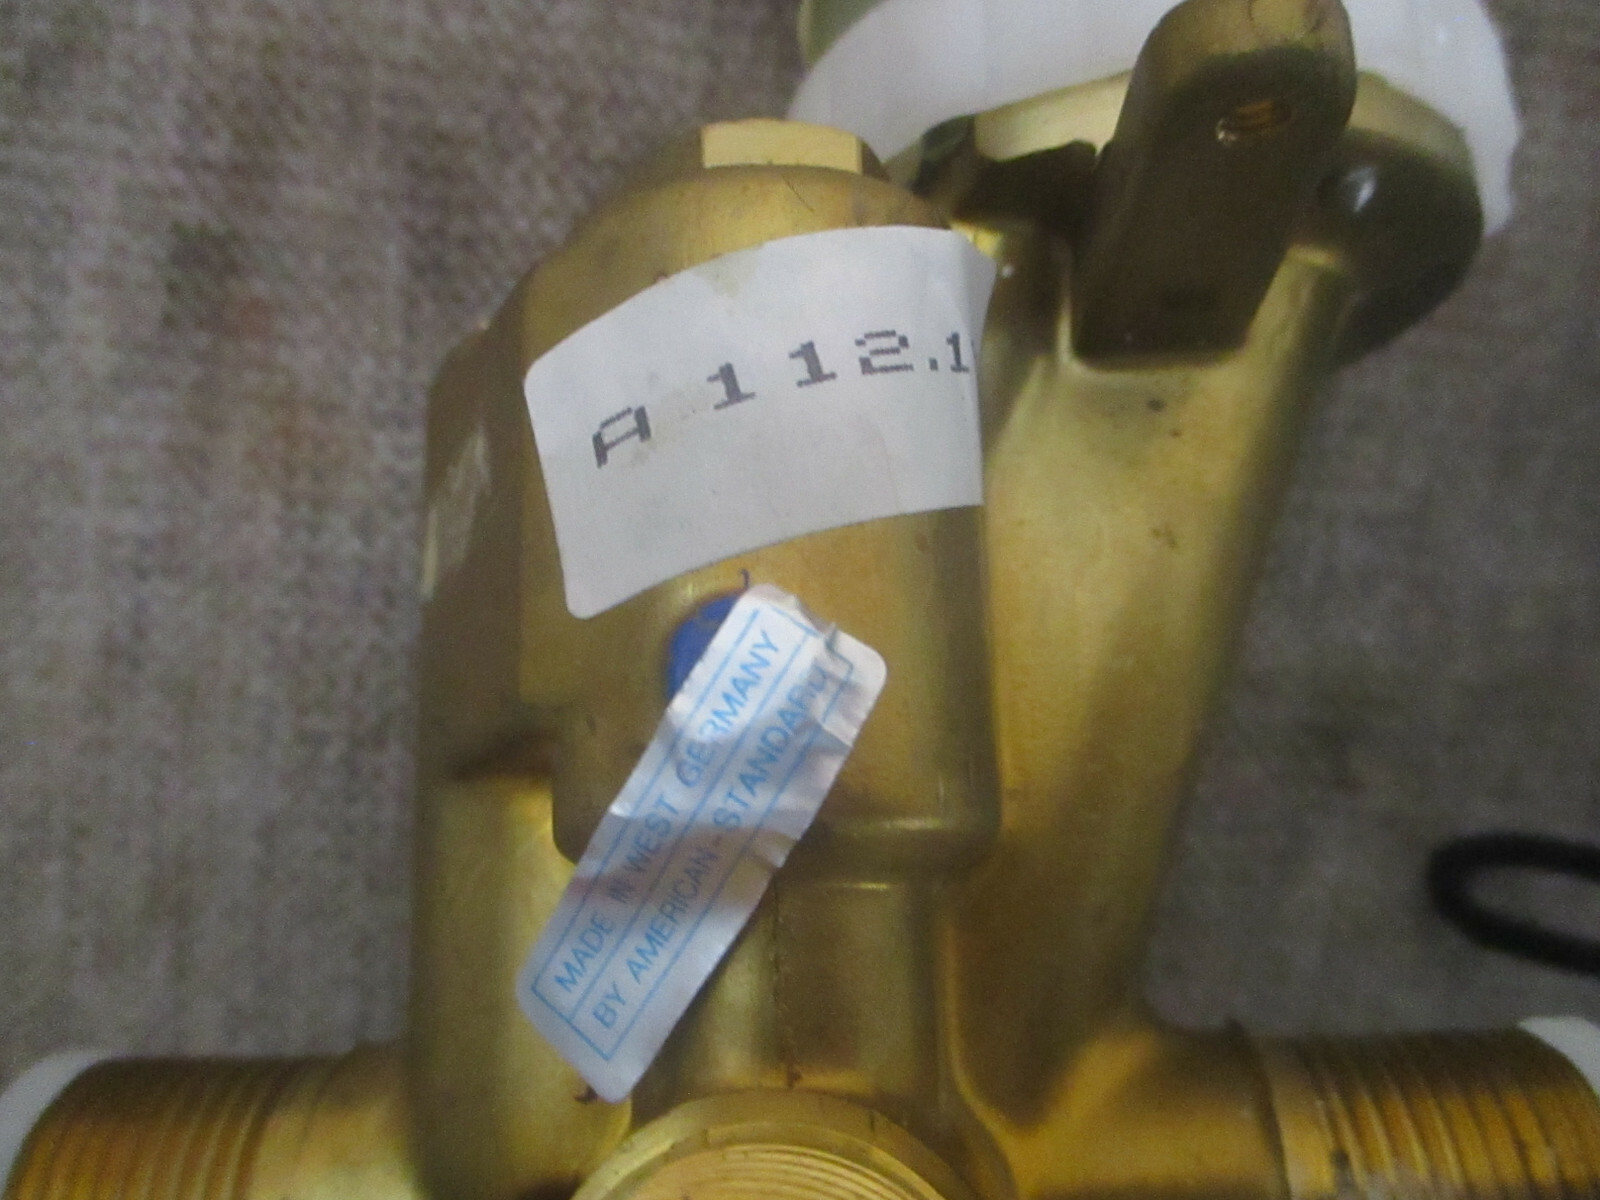 A 112.1
MADE IN WEST GERMANY
BY AMERICAN-STANDARD